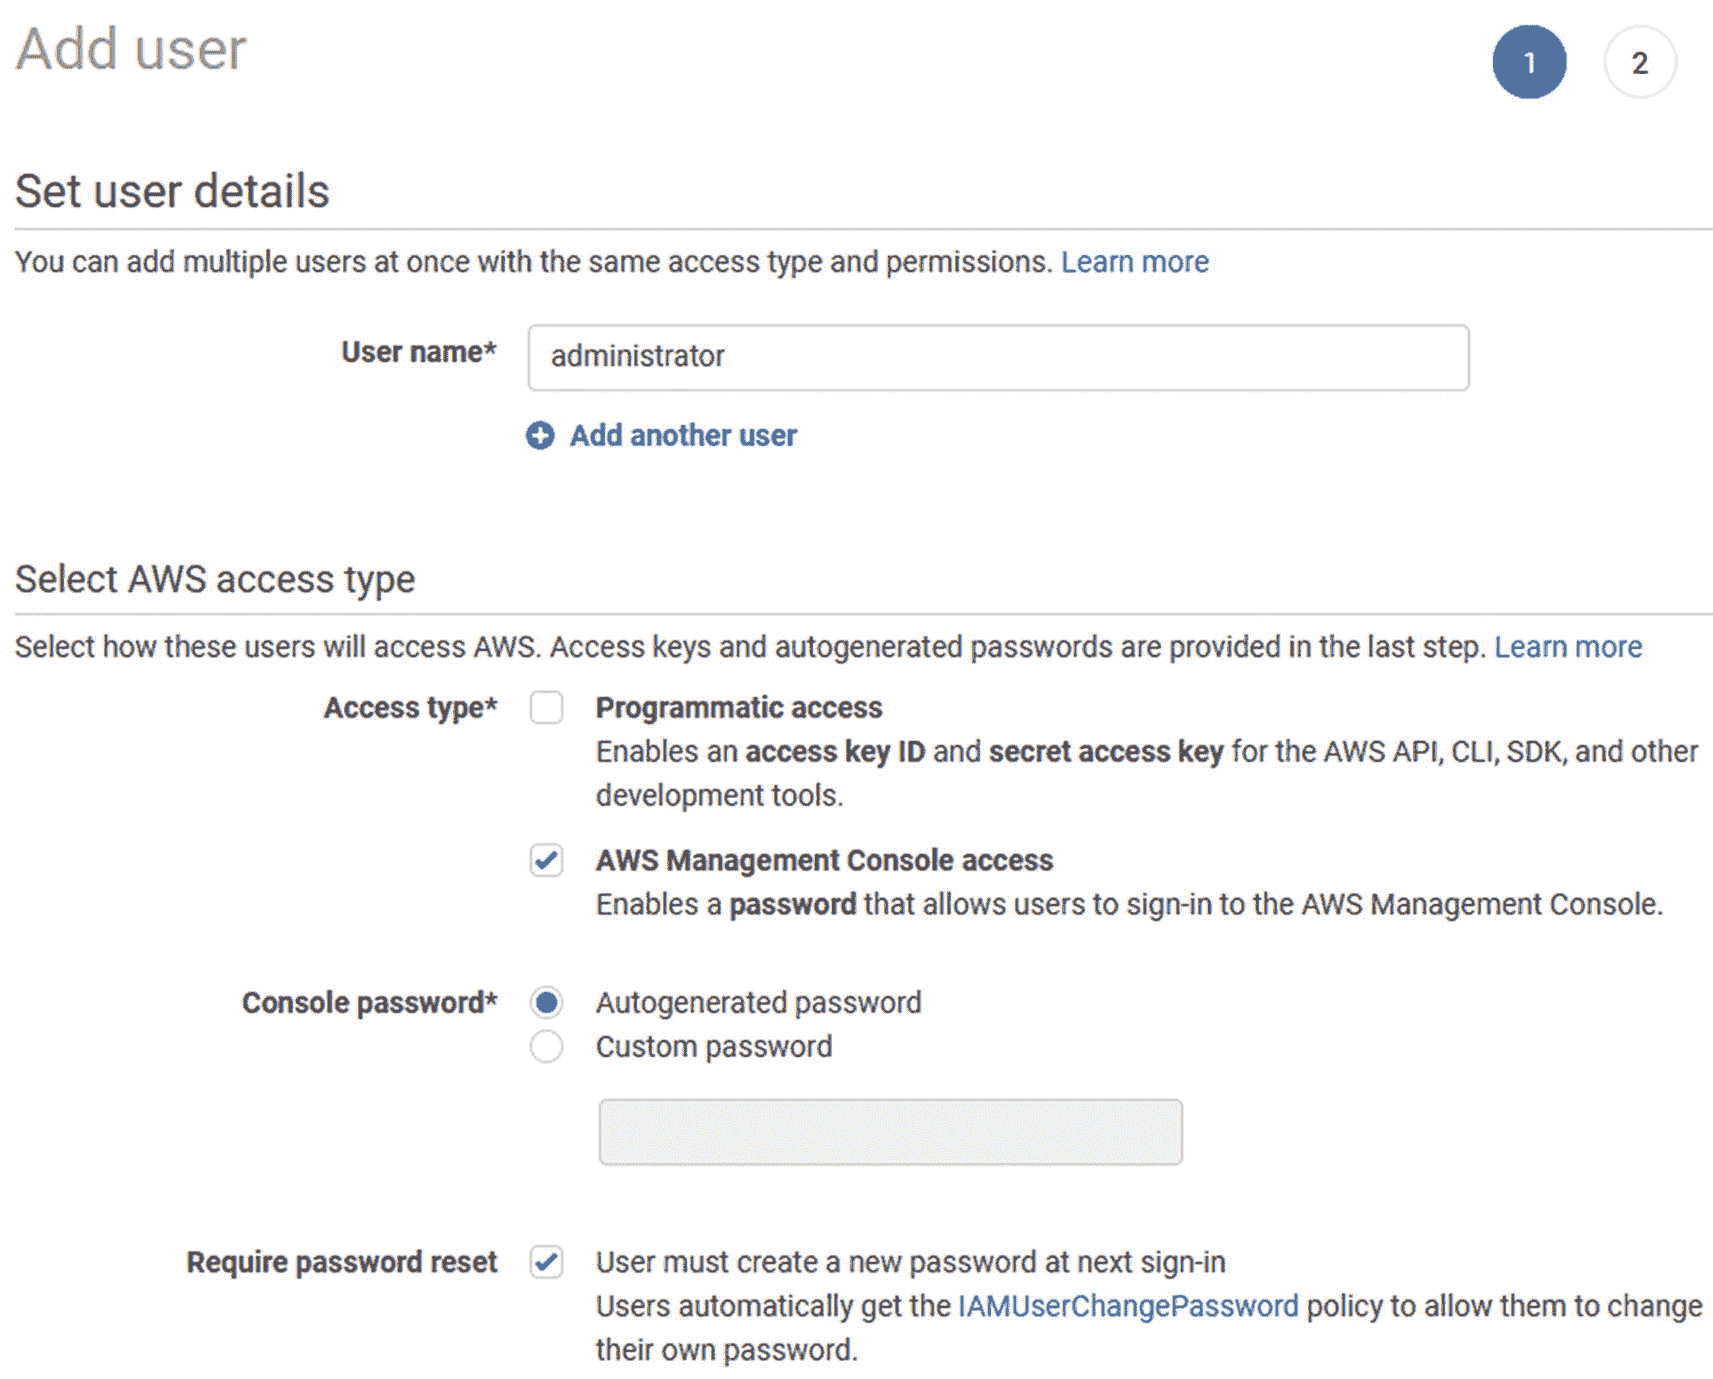 Add user
1
2
Set user details
You can add multiple users at once with the same access type and permissions. Learn more
User name*
administrator
Add another user
Select AWS access type
Select how these users will access AWS. Access keys and autogenerated passwords are provided in the last step. Learn more
Access type*
Programmatic access
Enables an access key ID and secret access key for the AWS API, CLI, SDK, and other
development tools.
AWS Management Console access
Enables a password that allows users to sign-in to the AWS Management Console.
Console password*
Autogenerated password
Custom password
Require password reset
User must create a new password at next sign-in
Users automatically get the IAMUserChangePassword policy to allow them to change
their own password.